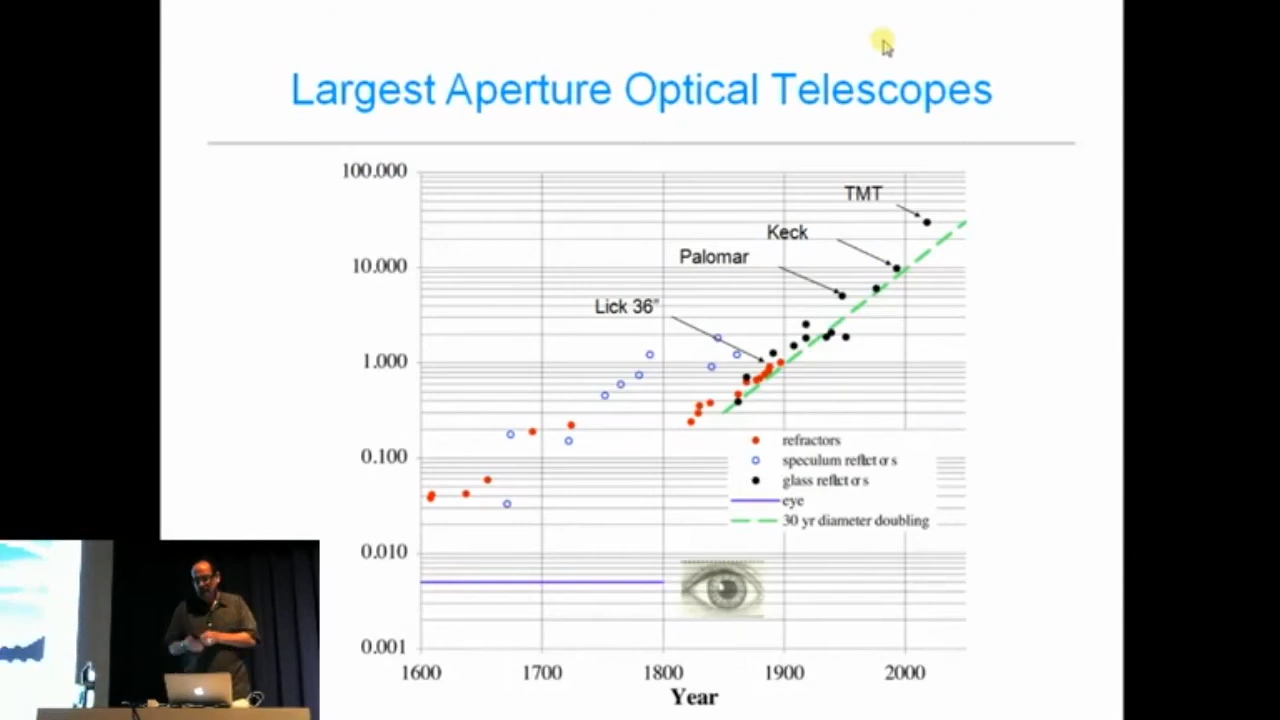 Largest Aperture Optical Telescopes
100.000
TMT
Keck
Palomar
10.000
Lick 36"
1.000
refractors
0.100
speculum reflectors
glass reflectors
eye
30 yr diameter doubling
0.010
0.001
1600 1700 1800 1900 2000
Year